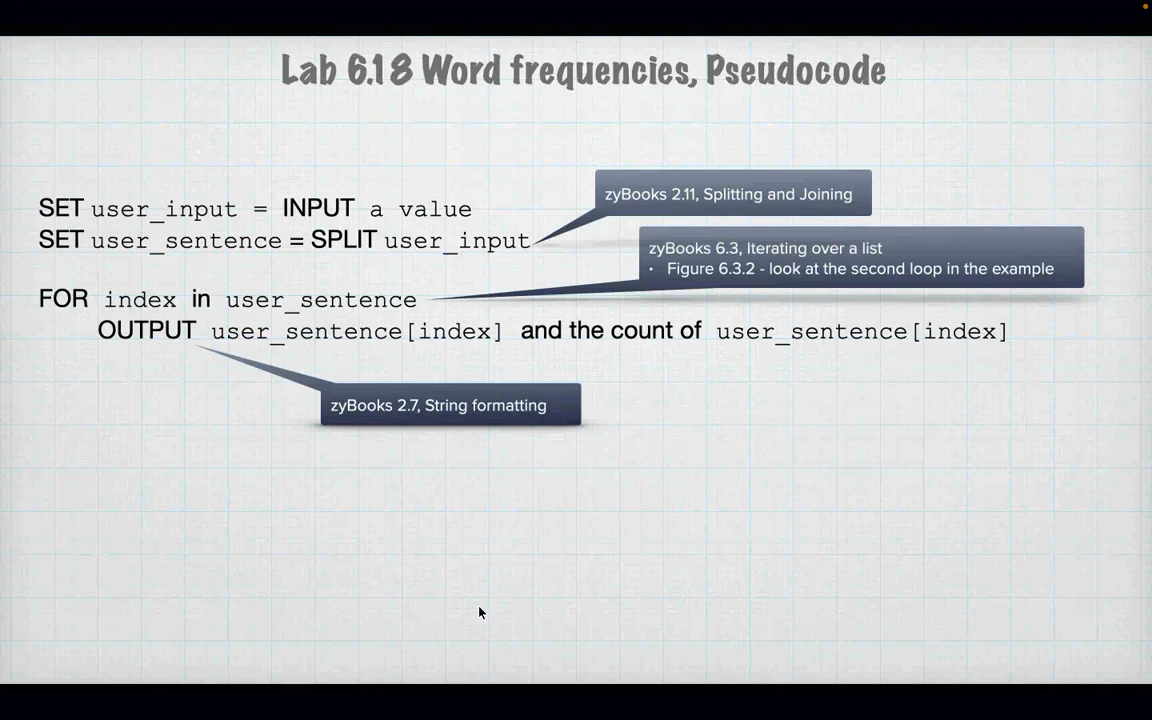 Lab 6.18 Word frequencies, Pseudocode
SET user_input = INPUT a value
SET user_sentence = SPLIT user_input
zyBooks 2.11, Splitting and Joining
zyBooks 6.3, Iterating over a list
• Figure 6.3.2 - look at the second loop in the example
FOR index in user_sentence
OUTPUT user_sentence[index] and the count of user_sentence[index]
zyBooks 2.7, String formatting